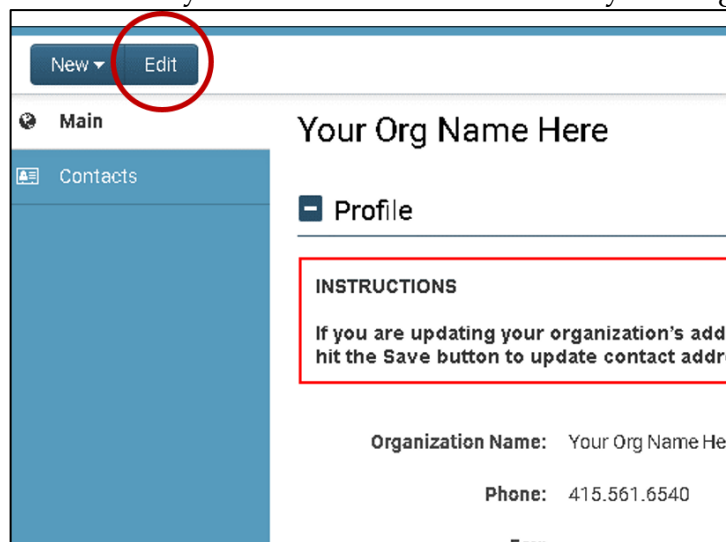 New
Edit
Main
Contacts
Your Org Name Here
Profile
INSTRUCTIONS
If you are updating your organization's add
hit the Save button to update contact addr
Organization Name: Your Org Name He
Phone: 415.561.6540